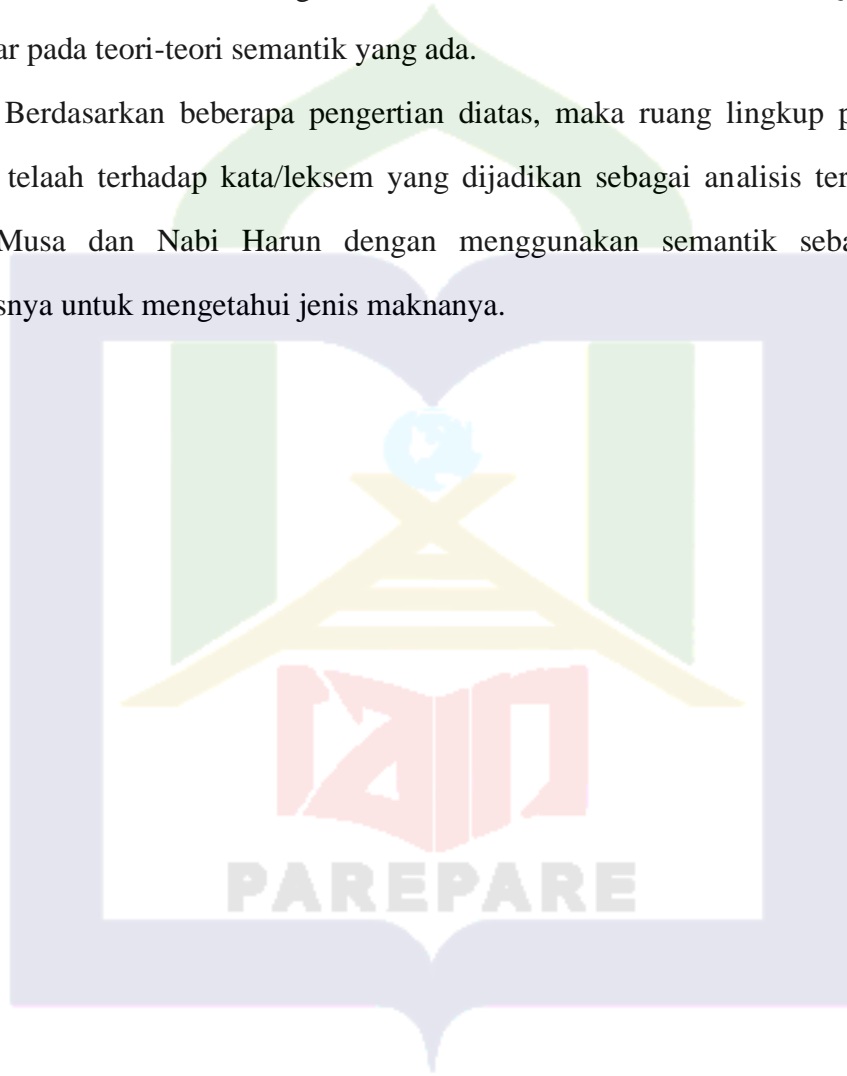 ar pada teori-teori semantik yang ada.
Berdasarkan beberapa pengertian diatas, maka ruang lingkup p
telaah terhadap kata/leksem yang dijadikan sebagai analisis ter
Musa dan Nabi Harun dengan menggunakan semantik seba
snya untuk mengetahui jenis maknanya.
iain
PAREPARE